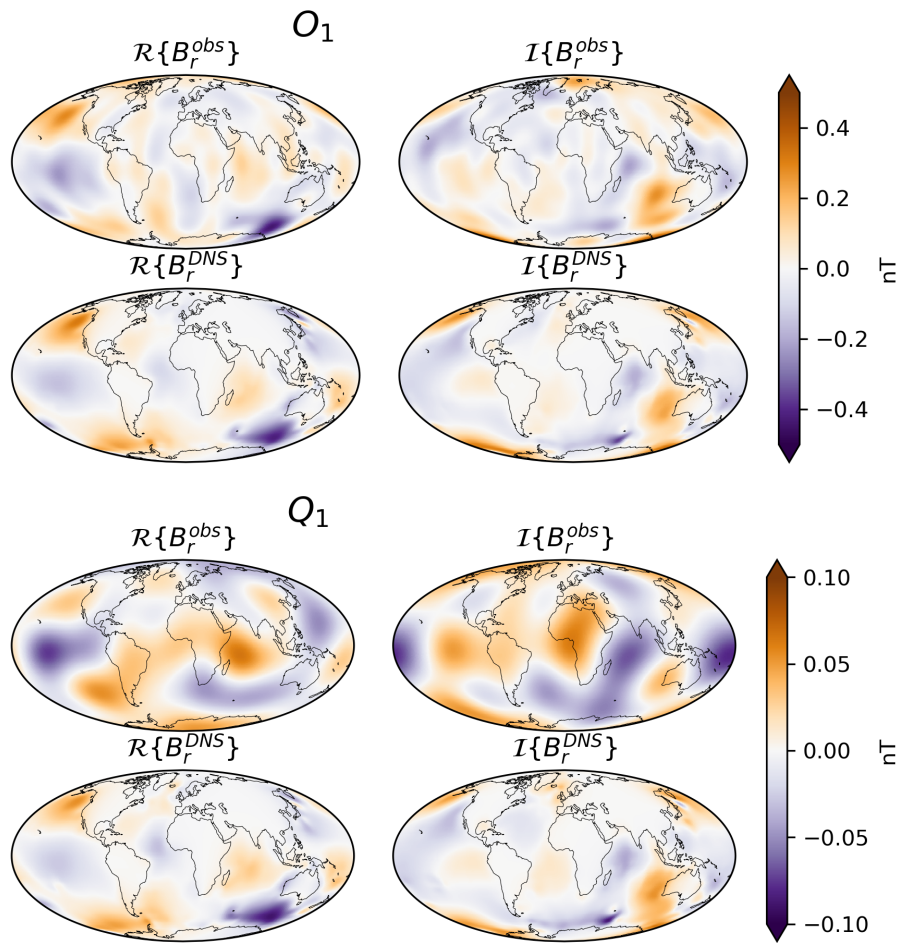 O₁
ℛ{B_r^{obs}}
ℐ{B_r^{obs}}
0.4
0.2
0.0
−0.2
−0.4
nT
ℛ{B_r^{DNS}}
ℐ{B_r^{DNS}}
Q₁
ℛ{B_r^{obs}}
ℐ{B_r^{obs}}
0.10
0.05
0.00
−0.05
−0.10
nT
ℛ{B_r^{DNS}}
ℐ{B_r^{DNS}}